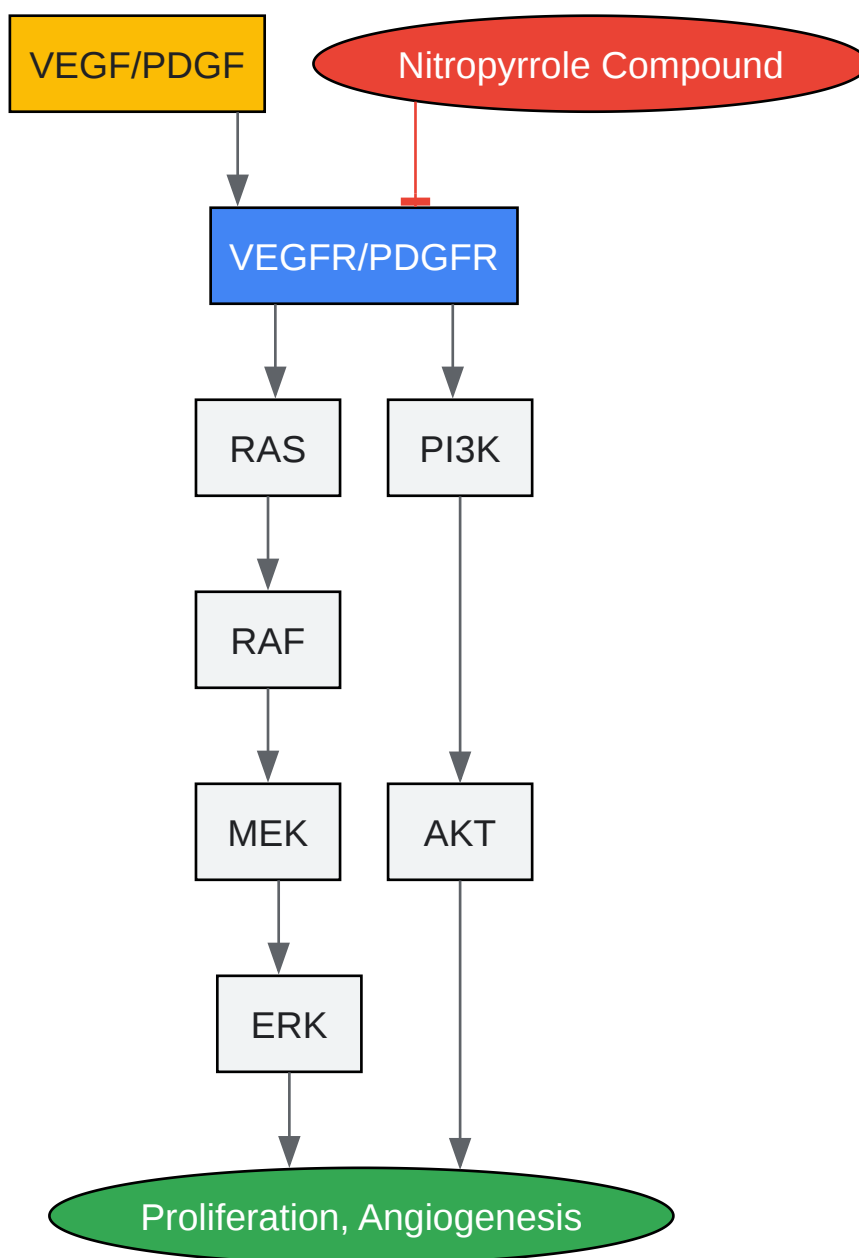 VEGF/PDGF
Nitropyrrole Compound
VEGFR/PDGFR
RAS
PI3K
RAF
MEK
AKT
ERK
Proliferation, Angiogenesis